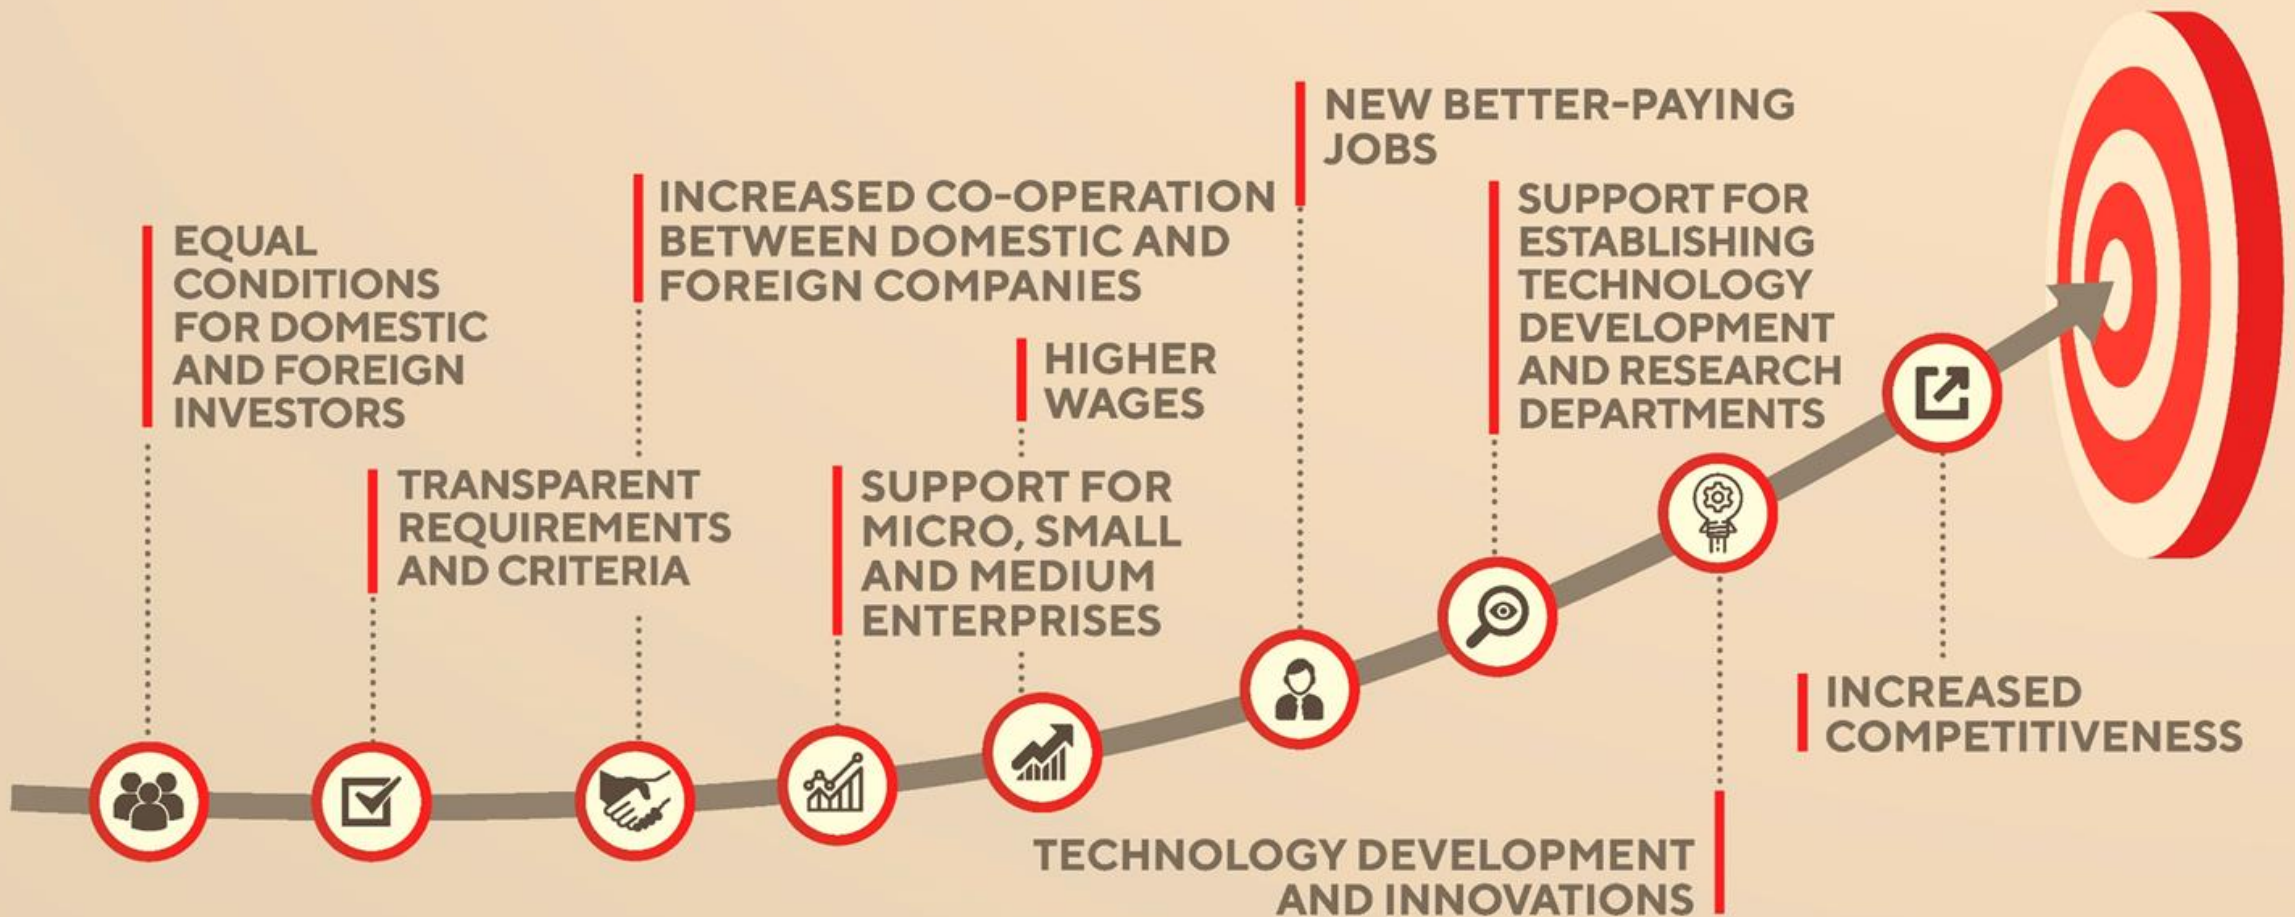 EQUAL
CONDITIONS
FOR DOMESTIC
AND FOREIGN
INVESTORS
TRANSPARENT
REQUIREMENTS
AND CRITERIA
INCREASED CO-OPERATION
BETWEEN DOMESTIC AND
FOREIGN COMPANIES
SUPPORT FOR
MICRO, SMALL
AND MEDIUM
ENTERPRISES
HIGHER
WAGES
NEW BETTER-PAYING
JOBS
SUPPORT FOR
ESTABLISHING
TECHNOLOGY
DEVELOPMENT
AND RESEARCH
DEPARTMENTS
TECHNOLOGY DEVELOPMENT
AND INNOVATIONS
INCREASED
COMPETITIVENESS